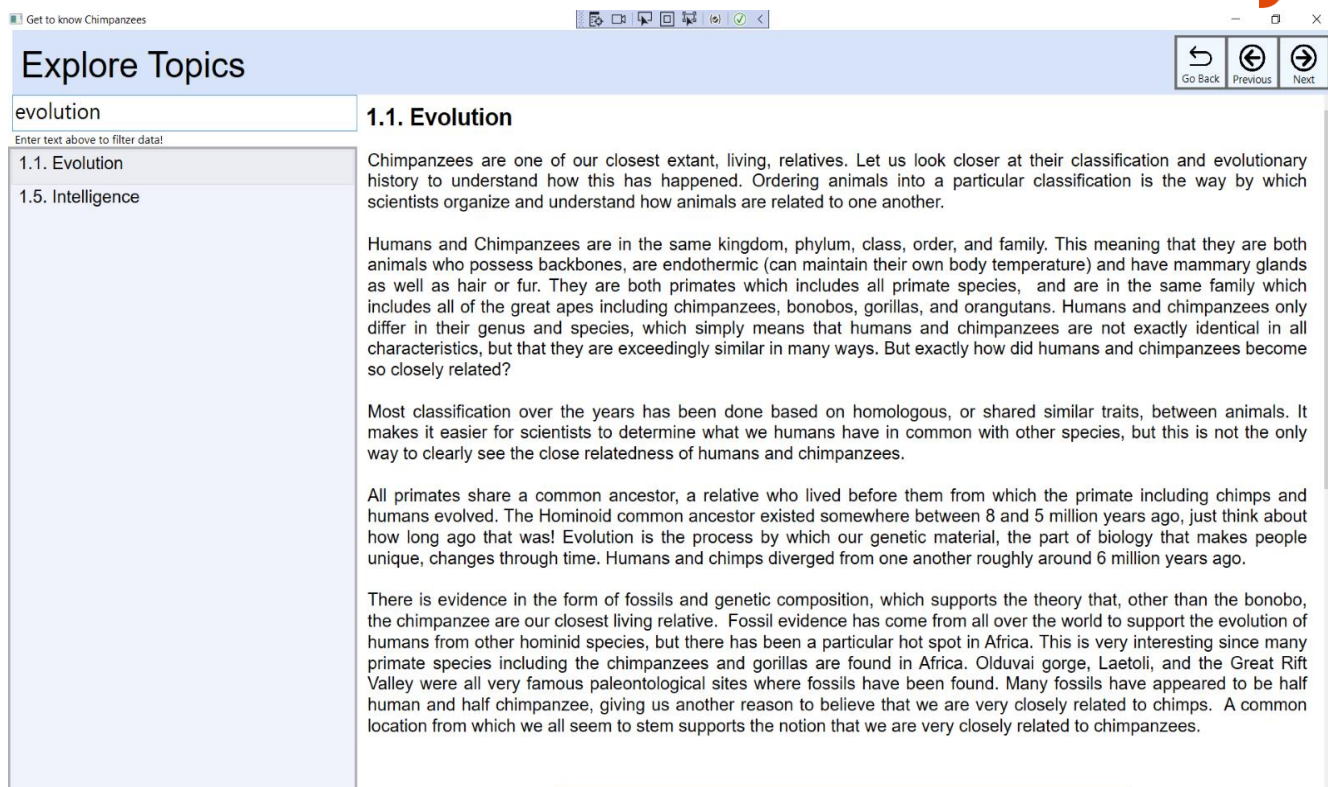 Get to know Chimpanzees
Explore Topics
Go Back
Previous
Next
evolution
Enter text above to filter data!
1.1. Evolution
1.5. Intelligence
1.1. Evolution
Chimpanzees are one of our closest extant, living, relatives. Let us look closer at their classification and evolutionary
history to understand how this has happened. Ordering animals into a particular classification is the way by which
scientists organize and understand how animals are related to one another.
Humans and Chimpanzees are in the same kingdom, phylum, class, order, and family. This meaning that they are both
animals who possess backbones, are endothermic (can maintain their own body temperature) and have mammary glands
as well as hair or fur. They are both primates which includes all primate species, and are in the same family which
includes all of the great apes including chimpanzees, bonobos, gorillas, and orangutans. Humans and chimpanzees only
differ in their genus and species, which simply means that humans and chimpanzees are not exactly identical in all
characteristics, but that they are exceedingly similar in many ways. But exactly how did humans and chimpanzees become
so closely related?
Most classification over the years has been done based on homologous, or shared similar traits, between animals. It
makes it easier for scientists to determine what we humans have in common with other species, but this is not the only
way to clearly see the close relatedness of humans and chimpanzees.
All primates share a common ancestor, a relative who lived before them from which the primate including chimps and
humans evolved. The Hominoid common ancestor existed somewhere between 8 and 5 million years ago, just think about
how long ago that was! Evolution is the process by which our genetic material, the part of biology that makes people
unique, changes through time. Humans and chimps diverged from one another roughly around 6 million years ago.
There is evidence in the form of fossils and genetic composition, which supports the theory that, other than the bonobo,
the chimpanzee are our closest living relative. Fossil evidence has come from all over the world to support the evolution of
humans from other hominid species, but there has been a particular hot spot in Africa. This is very interesting since many
primate species including the chimpanzees and gorillas are found in Africa. Olduvai gorge, Laetoli, and the Great Rift
Valley were all very famous paleontological sites where fossils have been found. Many fossils have appeared to be half
human and half chimpanzee, giving us another reason to believe that we are very closely related to chimps. A common
location from which we all seem to stem supports the notion that we are very closely related to chimpanzees.